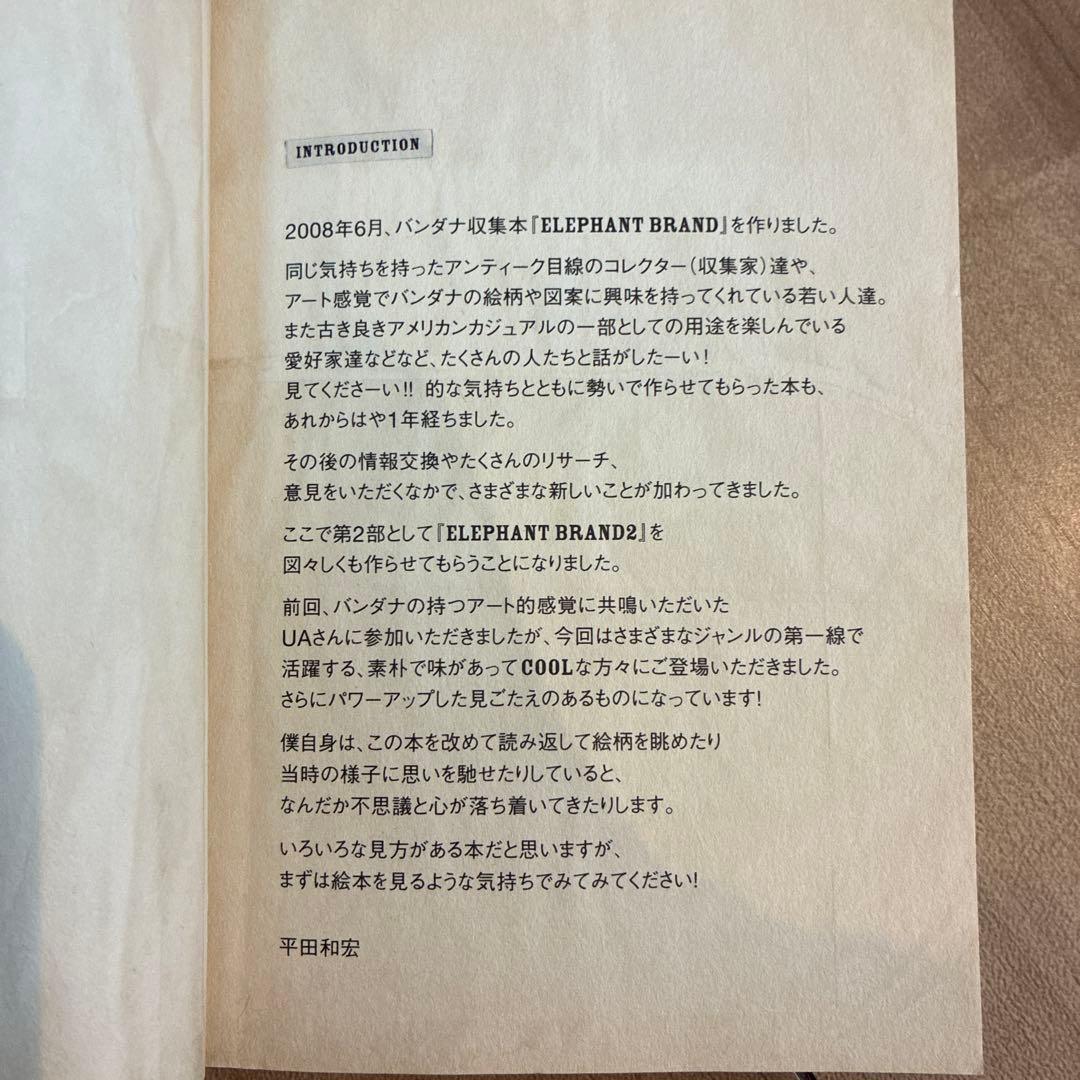 INTRODUCTION
2008年6月、バンダナ収集本『ELEPHANT BRAND』を作りました。
同じ気持ちを持ったアンティーク目線のコレクター（収集家）達や、
アート感覚でバンダナの絵柄や図案に興味を持ってくれている若い人達。
また古き良きアメリカンカジュアルの一部としての用途を楽しんでいる
愛好家達などなど、たくさんの人たちと話がしたーい！
見てくださーい!! 的な気持ちとともに勢いで作らせてもらった本も、
あれからはや1年経ちました。
その後の情報交換やたくさんのリサーチ、
意見をいただくなかで、さまざまな新しいことが加わってきました。
ここで第2部として『ELEPHANT BRAND2』を
図々しくも作らせてもらうことになりました。
前回、バンダナの持つアート的感覚に共鳴いただいた
UAさんに参加いただきましたが、今回はさまざまなジャンルの第一線で
活躍する、素朴で味があってCOOLな方々にご登場いただきました。
さらにパワーアップした見ごたえのあるものになっています!
僕自身は、この本を改めて読み返して絵柄を眺めたり
当時の様子に思いを馳せたりしていると、
なんだか不思議と心が落ち着いてきたりします。
いろいろな見方がある本だと思いますが、
まずは絵本を見るような気持ちでみてみてください!
平田和宏